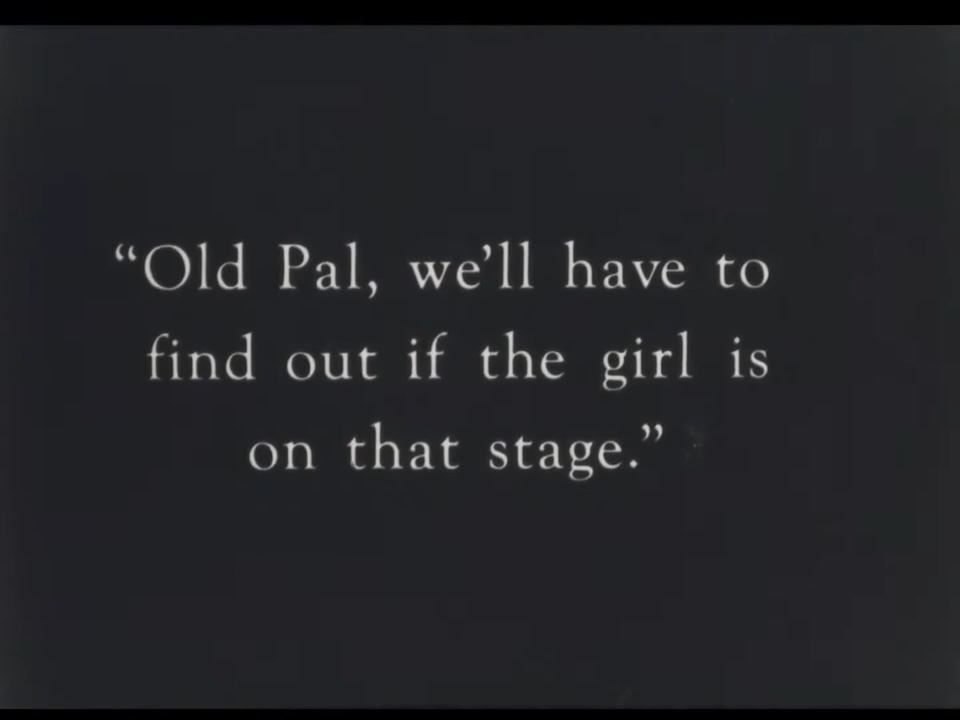 “Old Pal, we’ll have to
find out if the girl is
on that stage.”